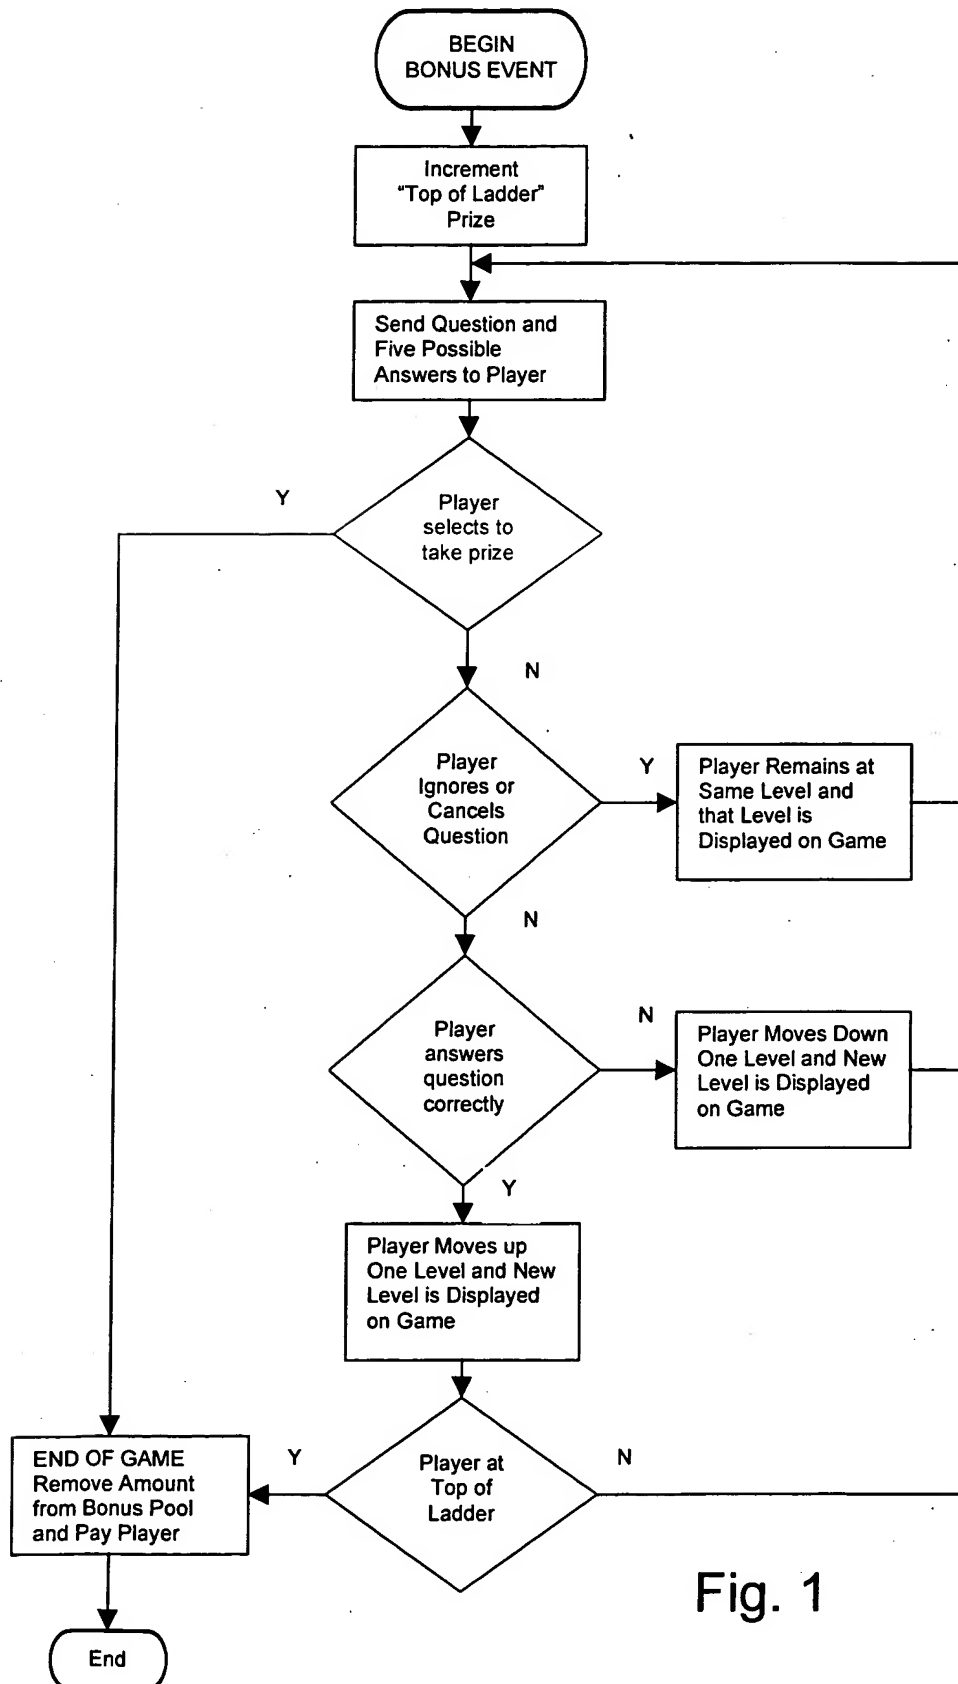 BEGIN
BONUS EVENT
Increment
"Top of Ladder"
Prize
Send Question and
Five Possible
Answers to Player
Y
Player
selects to
take prize
N
Player
Ignores or
Cancels
Question
Y
Player Remains at
Same Level and
that Level is
Displayed on Game
N
Player
answers
question
correctly
N
Player Moves Down
One Level and New
Level is Displayed
on Game
Y
Player Moves up
One Level and New
Level is Displayed
on Game
Player at
Top of
Ladder
Y
N
END OF GAME
Remove Amount
from Bonus Pool
and Pay Player
End
Fig. 1